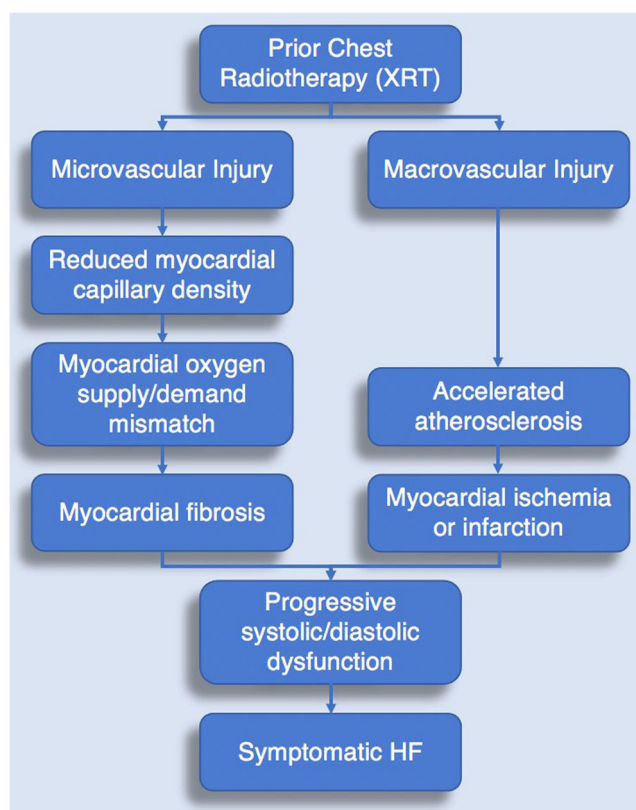 Prior Chest
Radiotherapy (XRT)
Microvascular Injury
Macrovascular Injury
Reduced myocardial
capillary density
Myocardial oxygen
supply/demand
mismatch
Accelerated
atherosclerosis
Myocardial fibrosis
Myocardial ischemia
or infarction
Progressive
systolic/diastolic
dysfunction
Symptomatic HF